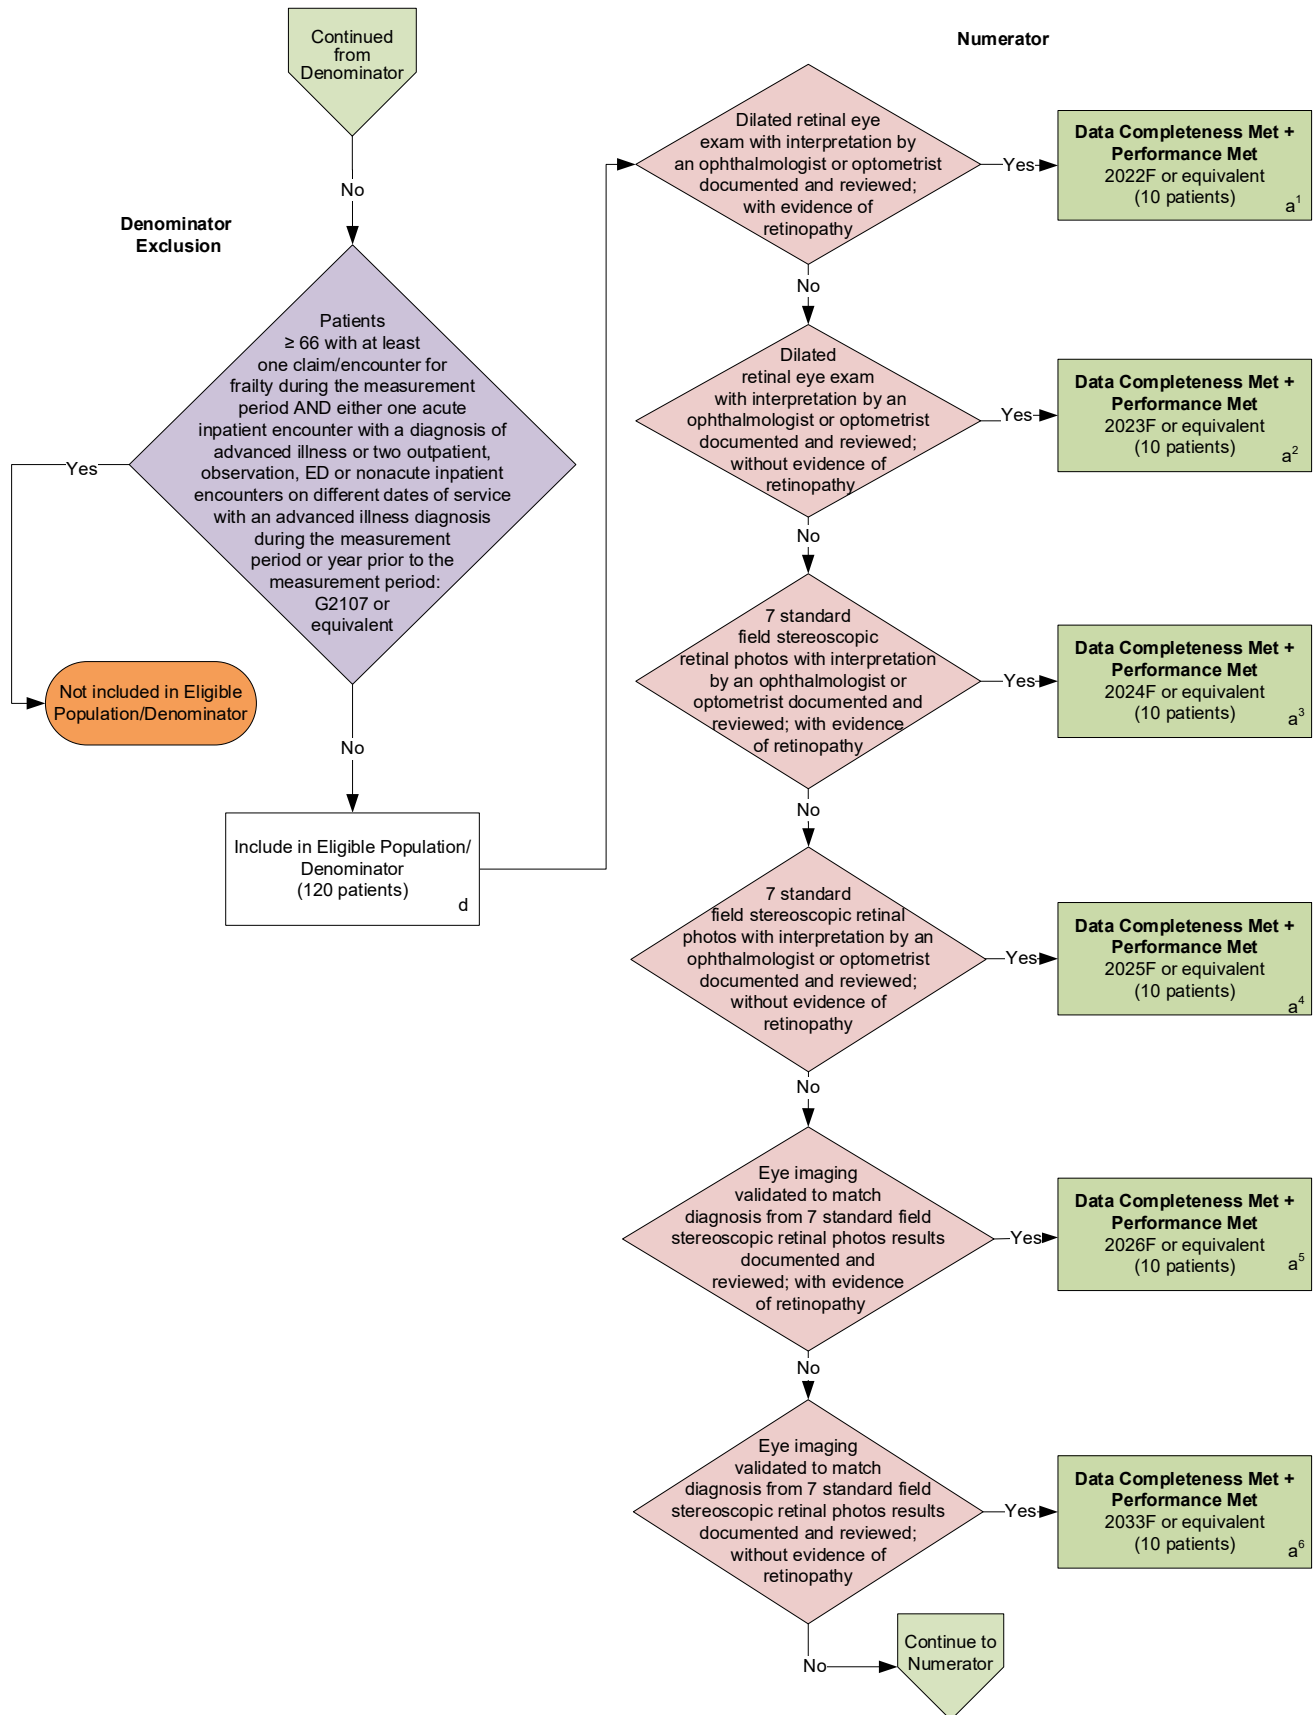 Continued
from
Denominator
No
Denominator
Exclusion
Patients
≥ 66 with at least
one claim/encounter for
frailty during the measurement
period AND either one acute
inpatient encounter with a diagnosis of
advanced illness or two outpatient,
observation, ED or nonacute inpatient
encounters on different dates of service
with an advanced illness diagnosis
during the measurement
period or year prior to the
measurement period:
G2107 or
equivalent
Yes
Not included in Eligible
Population/Denominator
No
Include in Eligible Population/
Denominator
(120 patients)
d
Numerator
Dilated retinal eye
exam with interpretation by
an ophthalmologist or optometrist
documented and reviewed;
with evidence of
retinopathy
Yes
Data Completeness Met +
Performance Met
2022F or equivalent
(10 patients)
a1
No
Dilated
retinal eye exam
with interpretation by an
ophthalmologist or optometrist
documented and reviewed;
without evidence of
retinopathy
Yes
Data Completeness Met +
Performance Met
2023F or equivalent
(10 patients)
a2
No
7 standard
field stereoscopic
retinal photos with interpretation
by an ophthalmologist or
optometrist documented and
reviewed; with evidence
of retinopathy
Yes
Data Completeness Met +
Performance Met
2024F or equivalent
(10 patients)
a3
No
7 standard
field stereoscopic retinal
photos with interpretation by an
ophthalmologist or optometrist
documented and reviewed;
without evidence of
retinopathy
Yes
Data Completeness Met +
Performance Met
2025F or equivalent
(10 patients)
a4
No
Eye imaging
validated to match
diagnosis from 7 standard field
stereoscopic retinal photos results
documented and
reviewed; with evidence
of retinopathy
Yes
Data Completeness Met +
Performance Met
2026F or equivalent
(10 patients)
a5
No
Eye imaging
validated to match
diagnosis from 7 standard field
stereoscopic retinal photos results
documented and reviewed;
without evidence of
retinopathy
Yes
Data Completeness Met +
Performance Met
2033F or equivalent
(10 patients)
a6
No
Continue to
Numerator